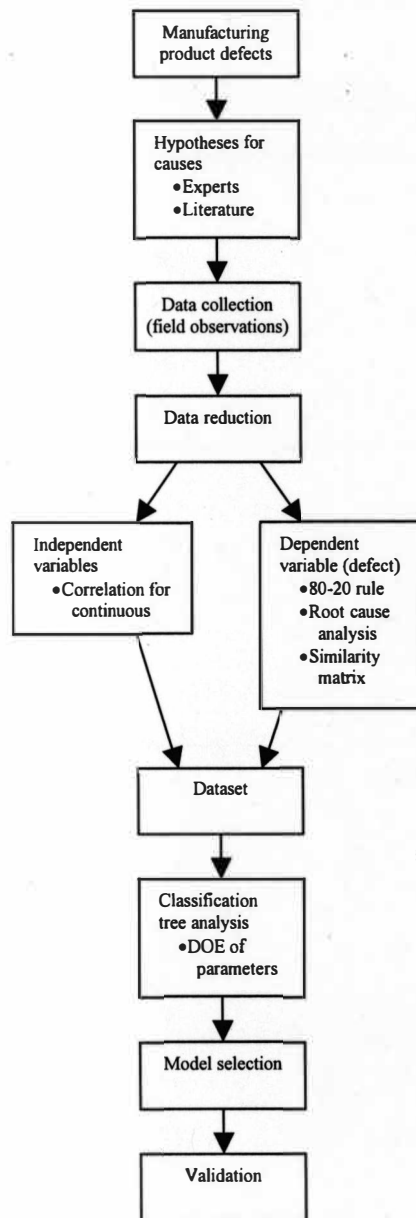 Manufacturing
product defects
Hypotheses for
causes
•Experts
•Literature
Data collection
(field observations)
Data reduction
Independent
variables
•Correlation for
continuous
Dependent
variable (defect)
•80-20 rule
•Root cause
analysis
•Similarity
matrix
Dataset
Classification
tree analysis
•DOE of
parameters
Model selection
Validation